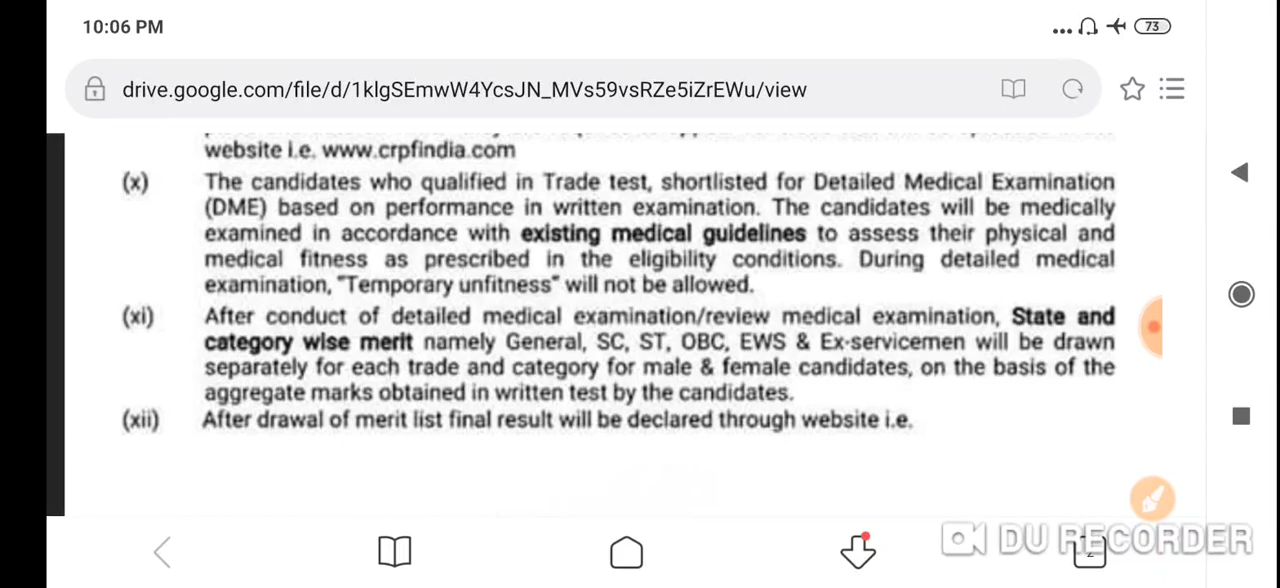 10:06 PM
73
drive.google.com/file/d/1klgSEmwW4YcsJN_MVs59vsRZe5iZrEWu/view
website i.e. www.crpfindia.com
(x) The candidates who qualified in Trade test, shortlisted for Detailed Medical Examination
(DME) based on performance in written examination. The candidates will be medically
examined in accordance with existing medical guidelines to assess their physical and
medical fitness as prescribed in the eligibility conditions. During detailed medical
examination, "Temporary unfitness" will not be allowed.
(xi) After conduct of detailed medical examination/review medical examination, State and
category wise merit namely General, SC, ST, OBC, EWS & Ex-servicemen will be drawn
separately for each trade and category for male & female candidates, on the basis of the
aggregate marks obtained in written test by the candidates.
(xii) After drawal of merit list final result will be declared through website i.e.
DU RECORDER
2